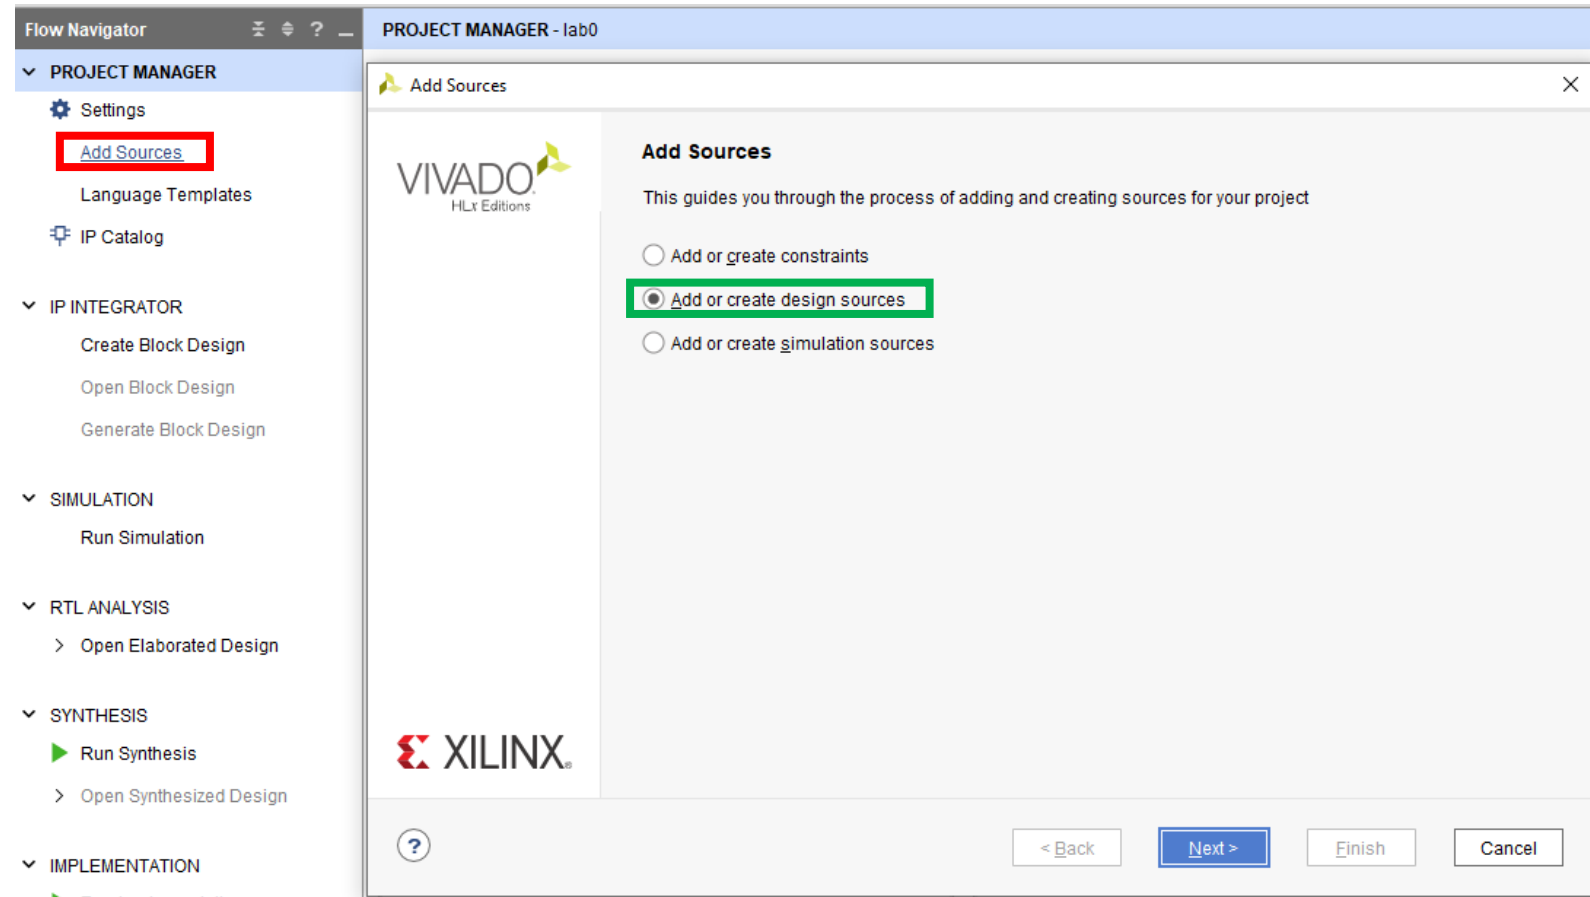 Flow Navigator
?
PROJECT MANAGER - lab0
PROJECT MANAGER
Settings
Add Sources
Language Templates
IP Catalog
IP INTEGRATOR
Create Block Design
Open Block Design
Generate Block Design
SIMULATION
Run Simulation
RTL ANALYSIS
Open Elaborated Design
SYNTHESIS
Run Synthesis
Open Synthesized Design
IMPLEMENTATION
Add Sources
VIVADO
HLx Editions
XILINX
Add Sources
This guides you through the process of adding and creating sources for your project
Add or create constraints
Add or create design sources
Add or create simulation sources
?
< Back
Next >
Finish
Cancel